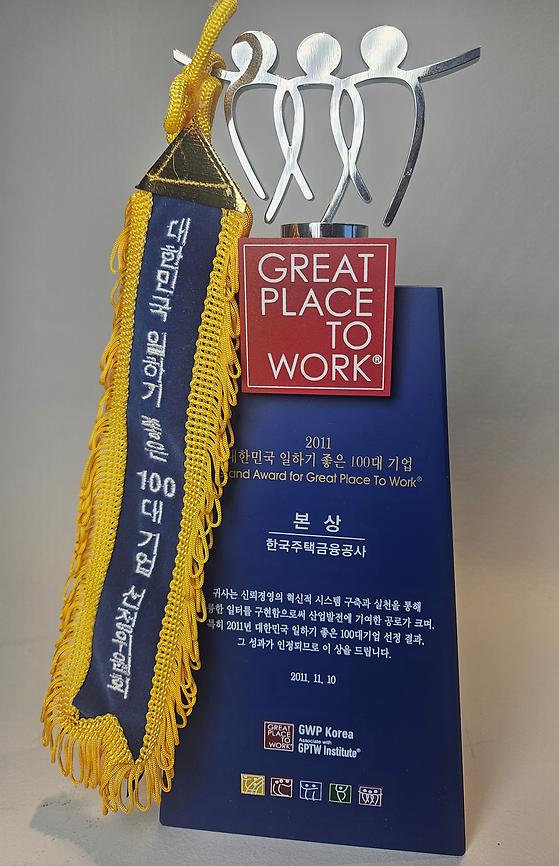 대한민국 일하기 좋은 100대 기업 선정위원회
GREAT
PLACE
TO
WORK®
2011
대한민국 일하기 좋은 100대 기업
and Award for Great Place To Work®
본 상
한국주택금융공사
귀사는 신뢰경영의 혁신적 시스템 구축과 실천을 통해
한 일터를 구현함으로써 산업발전에 기여한 공로가 크며,
특히 2011년 대한민국 일하기 좋은 100대기업 선정 결과,
그 성과가 인정되므로 이 상을 드립니다.
2011. 11. 10
GREAT
PLACE
TO
WORK
GWP Korea
Associate with
GPTW Institute®